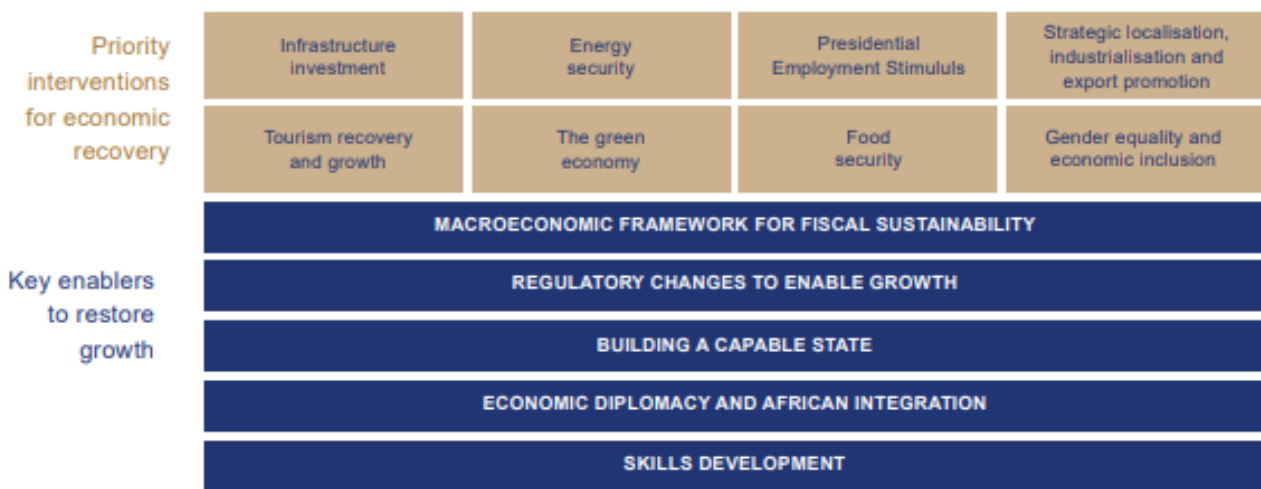 Priority
interventions
for economic
recovery
Infrastructure
investment
Energy
security
Presidential
Employment Stimululs
Strategic localisation,
industrialisation and
export promotion
Tourism recovery
and growth
The green
economy
Food
security
Gender equality and
economic inclusion
Key enablers
to restore
growth
MACROECONOMIC FRAMEWORK FOR FISCAL SUSTAINABILITY
REGULATORY CHANGES TO ENABLE GROWTH
BUILDING A CAPABLE STATE
ECONOMIC DIPLOMACY AND AFRICAN INTEGRATION
SKILLS DEVELOPMENT